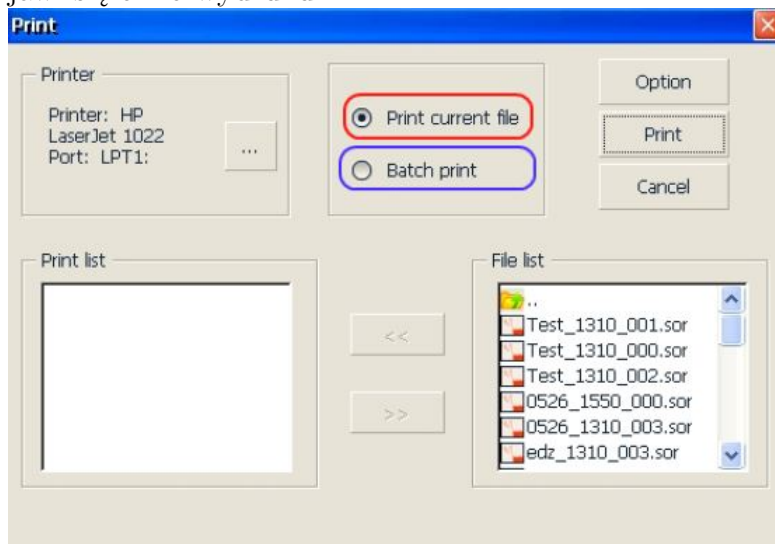 Print
Printer
Printer: HP
LaserJet 1022
Port: LPT1:
...
Print current file
Batch print
Option
Print
Cancel
Print list
<<
>>
File list
..
Test_1310_001.sor
Test_1310_000.sor
Test_1310_002.sor
0526_1550_000.sor
0526_1310_003.sor
edz_1310_003.sor